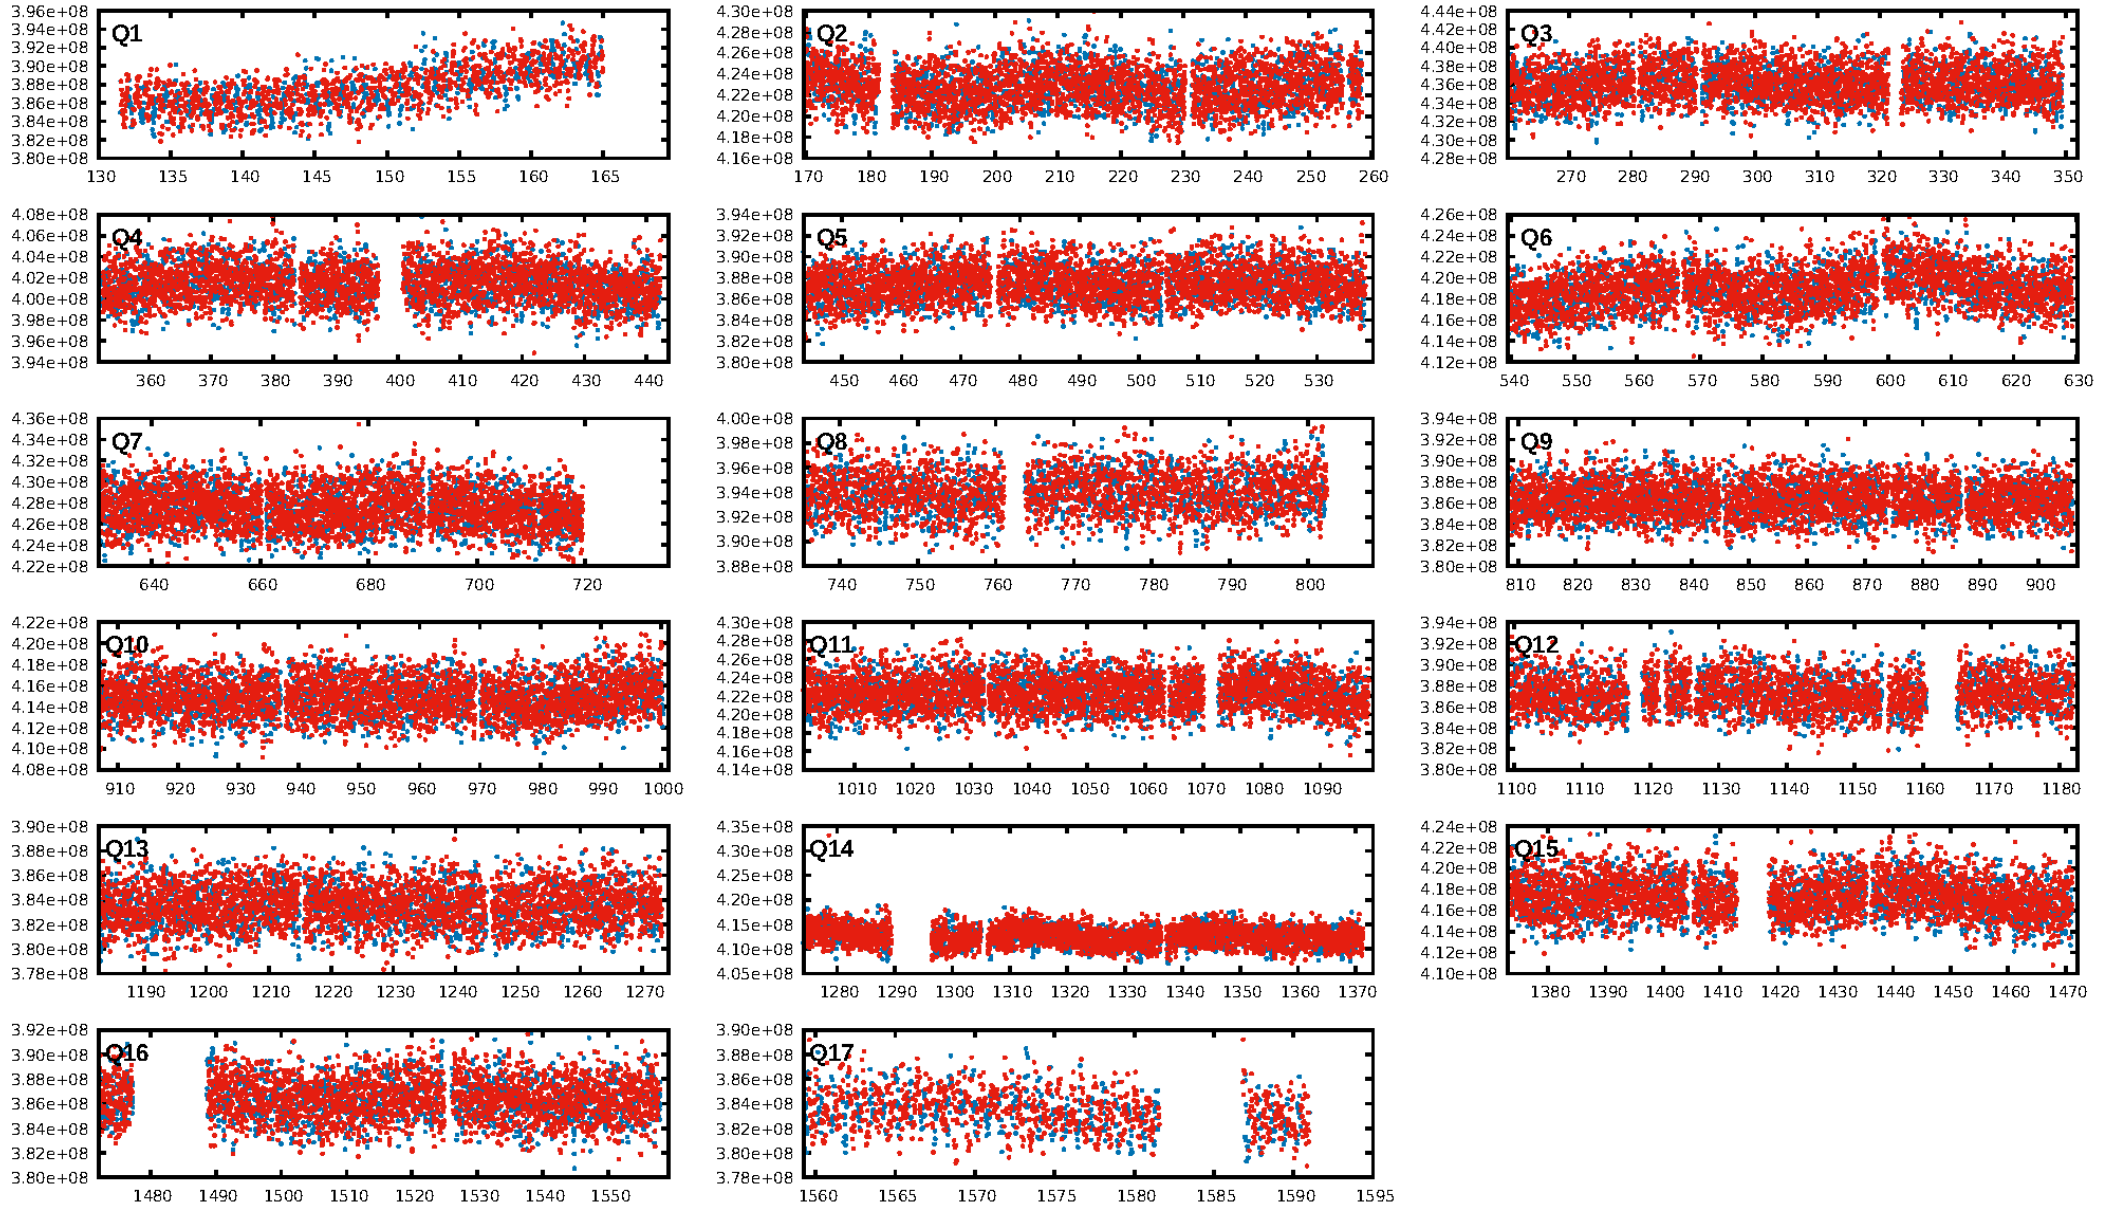 3.96e+08
3.94e+08
3.92e+08
3.90e+08
3.88e+08
3.86e+08
3.84e+08
3.82e+08
3.80e+08
Q1
130 135 140 145 150 155 160 165
4.30e+08
4.28e+08
4.26e+08
4.24e+08
4.22e+08
4.20e+08
4.18e+08
4.16e+08
Q2
170 180 190 200 210 220 230 240 250 260
4.44e+08
4.42e+08
4.40e+08
4.38e+08
4.36e+08
4.34e+08
4.32e+08
4.30e+08
4.28e+08
Q3
270 280 290 300 310 320 330 340 350
4.08e+08
4.06e+08
4.04e+08
4.02e+08
4.00e+08
3.98e+08
3.96e+08
3.94e+08
Q4
360 370 380 390 400 410 420 430 440
3.94e+08
3.92e+08
3.90e+08
3.88e+08
3.86e+08
3.84e+08
3.82e+08
3.80e+08
Q5
450 460 470 480 490 500 510 520 530
4.26e+08
4.24e+08
4.22e+08
4.20e+08
4.18e+08
4.16e+08
4.14e+08
4.12e+08
Q6
540 550 560 570 580 590 600 610 620 630
4.36e+08
4.34e+08
4.32e+08
4.30e+08
4.28e+08
4.26e+08
4.24e+08
4.22e+08
Q7
640 660 680 700 720
4.00e+08
3.98e+08
3.96e+08
3.94e+08
3.92e+08
3.90e+08
3.88e+08
Q8
740 750 760 770 780 790 800
3.94e+08
3.92e+08
3.90e+08
3.88e+08
3.86e+08
3.84e+08
3.82e+08
3.80e+08
Q9
810 820 830 840 850 860 870 880 890 900
4.22e+08
4.20e+08
4.18e+08
4.16e+08
4.14e+08
4.12e+08
4.10e+08
4.08e+08
Q10
910 920 930 940 950 960 970 980 990 1000
4.30e+08
4.28e+08
4.26e+08
4.24e+08
4.22e+08
4.20e+08
4.18e+08
4.16e+08
4.14e+08
Q11
1010 1020 1030 1040 1050 1060 1070 1080 1090
3.94e+08
3.92e+08
3.90e+08
3.88e+08
3.86e+08
3.84e+08
3.82e+08
3.80e+08
Q12
1100 1110 1120 1130 1140 1150 1160 1170 1180
3.90e+08
3.88e+08
3.86e+08
3.84e+08
3.82e+08
3.80e+08
3.78e+08
Q13
1190 1200 1210 1220 1230 1240 1250 1260 1270
4.35e+08
4.30e+08
4.25e+08
4.20e+08
4.15e+08
4.10e+08
4.05e+08
Q14
1280 1290 1300 1310 1320 1330 1340 1350 1360 1370
4.24e+08
4.22e+08
4.20e+08
4.18e+08
4.16e+08
4.14e+08
4.12e+08
4.10e+08
Q15
1380 1390 1400 1410 1420 1430 1440 1450 1460 1470
3.92e+08
3.90e+08
3.88e+08
3.86e+08
3.84e+08
3.82e+08
3.80e+08
Q16
1480 1490 1500 1510 1520 1530 1540 1550
3.90e+08
3.88e+08
3.86e+08
3.84e+08
3.82e+08
3.80e+08
3.78e+08
Q17
1560 1565 1570 1575 1580 1585 1590 1595